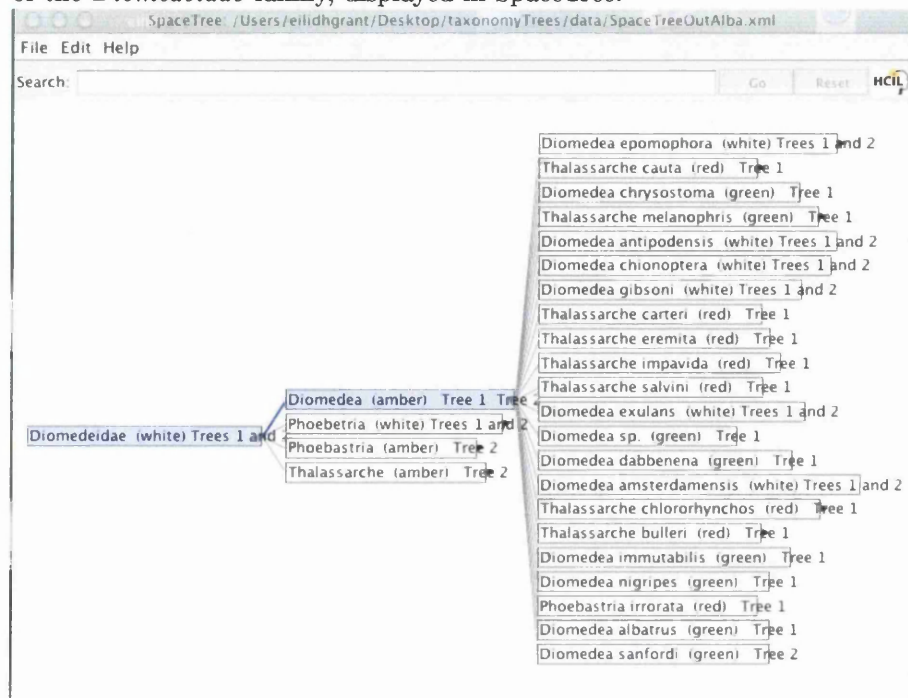 of the Diomedeidae family, displayed in SpaceTree.
SpaceTree: /Users/eilidhgrant/Desktop/taxonomyTrees/data/SpaceTreeOutAlba.xml
File Edit Help
Search:
Go
Reset
HCIL
Diomedea epomophora (white) Trees 1 and 2
Thalassarche cauta (red) Tree 1
Diomedea chrysostoma (green) Tree 1
Thalassarche melanophris (green) Tree 1
Diomedea antipodensis (white) Trees 1 and 2
Diomedea chionoptera (white) Trees 1 and 2
Diomedea gibsoni (white) Trees 1 and 2
Thalassarche carteri (red) Tree 1
Thalassarche eremita (red) Tree 1
Thalassarche impavida (red) Tree 1
Thalassarche salvini (red) Tree 1
Diomedea exulans (white) Trees 1 and 2
Diomedea sp. (green) Tree 1
Diomedea dabbenena (green) Tree 1
Diomedea amsterdamensis (white) Trees 1 and 2
Thalassarche chlororhynchos (red) Tree 1
Thalassarche bulleri (red) Tree 1
Diomedea immutabilis (green) Tree 1
Diomedea nigripes (green) Tree 1
Phoebastria irrorata (red) Tree 1
Diomedea albatrus (green) Tree 1
Diomedea sanfordi (green) Tree 2
Diomedea (amber) Tree 1 Tree 2
Phoebetria (white) Trees 1 and 2
Phoebastria (amber) Tree 2
Thalassarche (amber) Tree 2
Diomedeidae (white) Trees 1 and 2